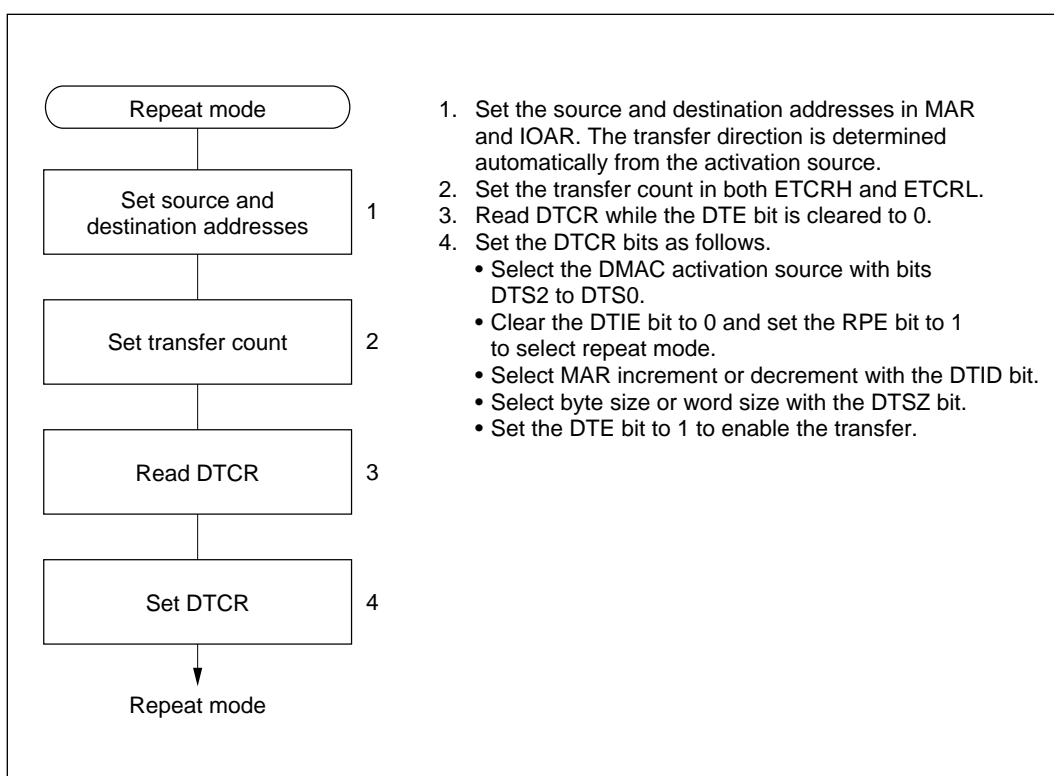 Repeat mode
Set source and
destination addresses
1
Set transfer count
2
Read DTCR
3
Set DTCR
4
Repeat mode
1. Set the source and destination addresses in MAR
and IOAR. The transfer direction is determined
automatically from the activation source.
2. Set the transfer count in both ETCRH and ETCRL.
3. Read DTCR while the DTE bit is cleared to 0.
4. Set the DTCR bits as follows.
• Select the DMAC activation source with bits
DTS2 to DTS0.
• Clear the DTIE bit to 0 and set the RPE bit to 1
to select repeat mode.
• Select MAR increment or decrement with the DTID bit.
• Select byte size or word size with the DTSZ bit.
• Set the DTE bit to 1 to enable the transfer.